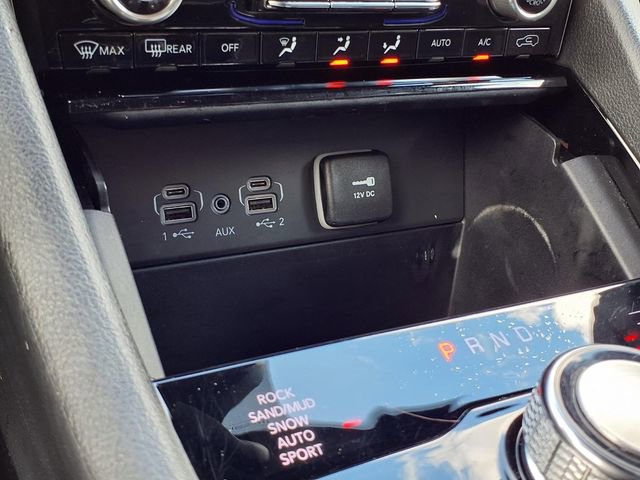 MAX REAR OFF AUTO A/C
12V DC
1 AUX 2
P R N D
ROCK
SAND/MUD
SNOW
AUTO
SPORT